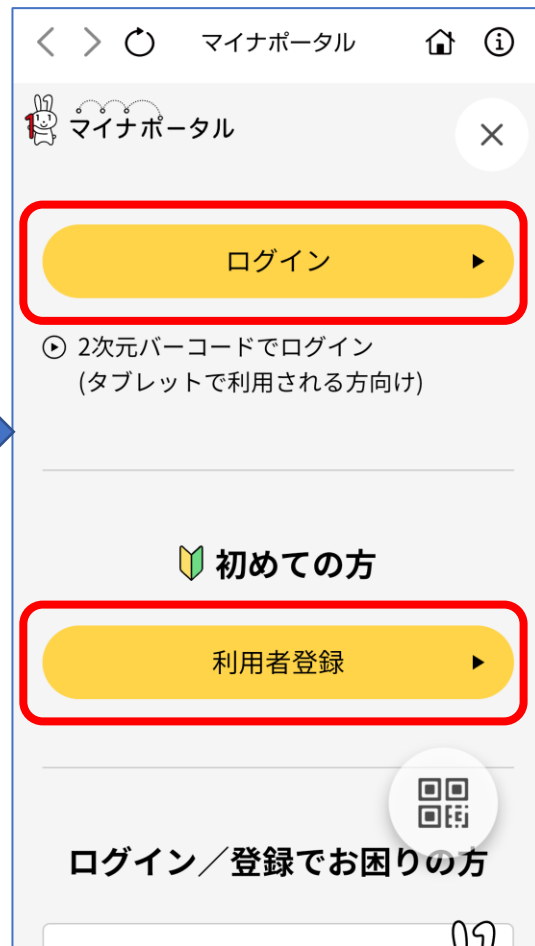 マイナポータル
マイナポータル
ログイン
2次元バーコードでログイン
(タブレットで利用される方向け)
初めての方
利用者登録
ログイン／登録でお困りの方